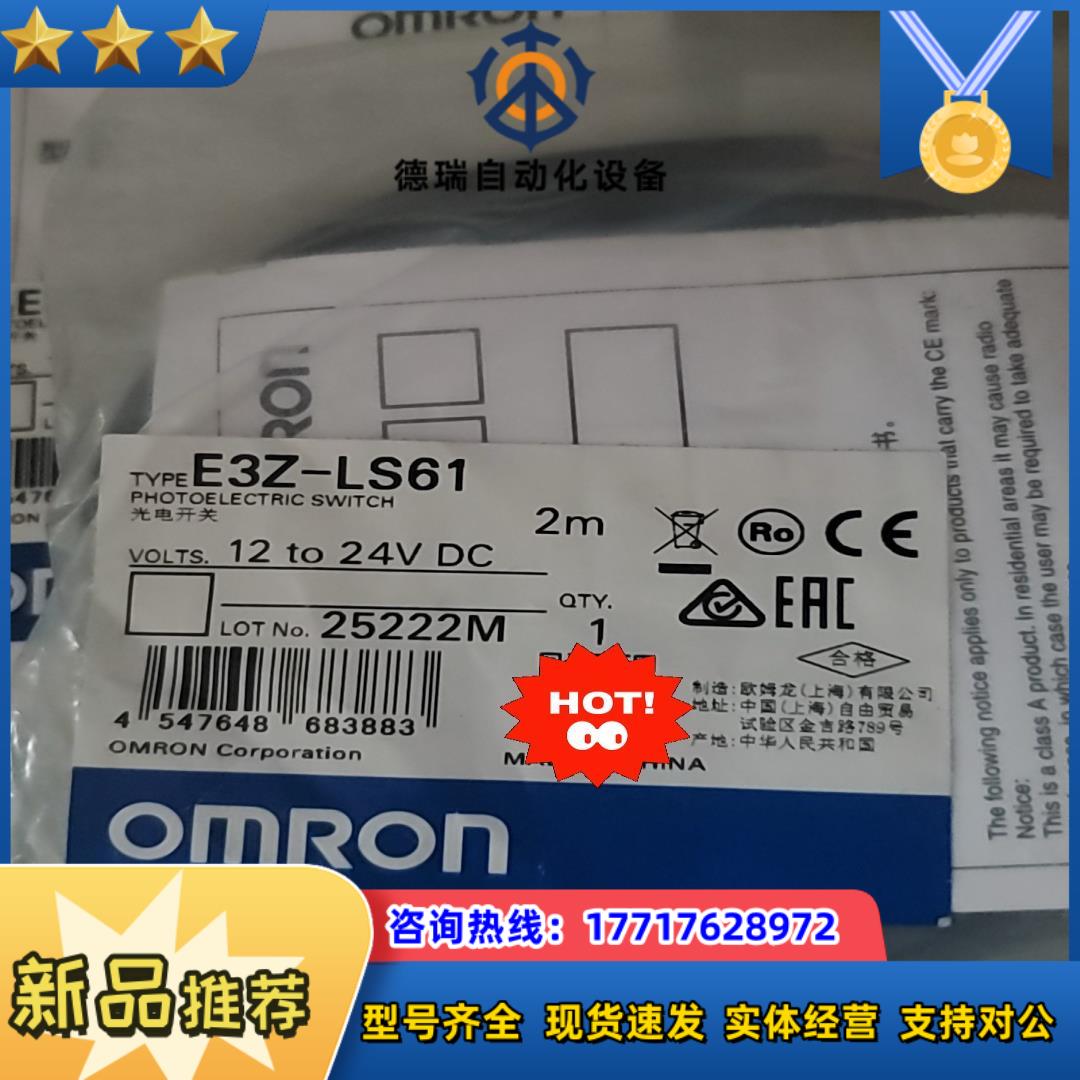 OMRON
德瑞自动化设备
OMRON
书。
TYPE E3Z-LS61
PHOTOELECTRIC SWITCH
光电开关
2m
VOLTS. 12 to 24V DC
QTY.
1
LOT No. 25222M
Ro
CE
EAC
合格
制造:欧姆龙(上海)有限公司
地址:中国(上海)自由贸易
试验区金吉路789号
产地:中华人民共和国
4 547648 683883
OMRON Corporation
HOT!
OMRON
The following notice applies only to products that carry the CE mark:
Notice:
This is a class A product. In residential areas it may cause radio
in which case the user may be required to take adequate
咨询热线：17717628972
新品推荐
型号齐全 现货速发 实体经营 支持对公